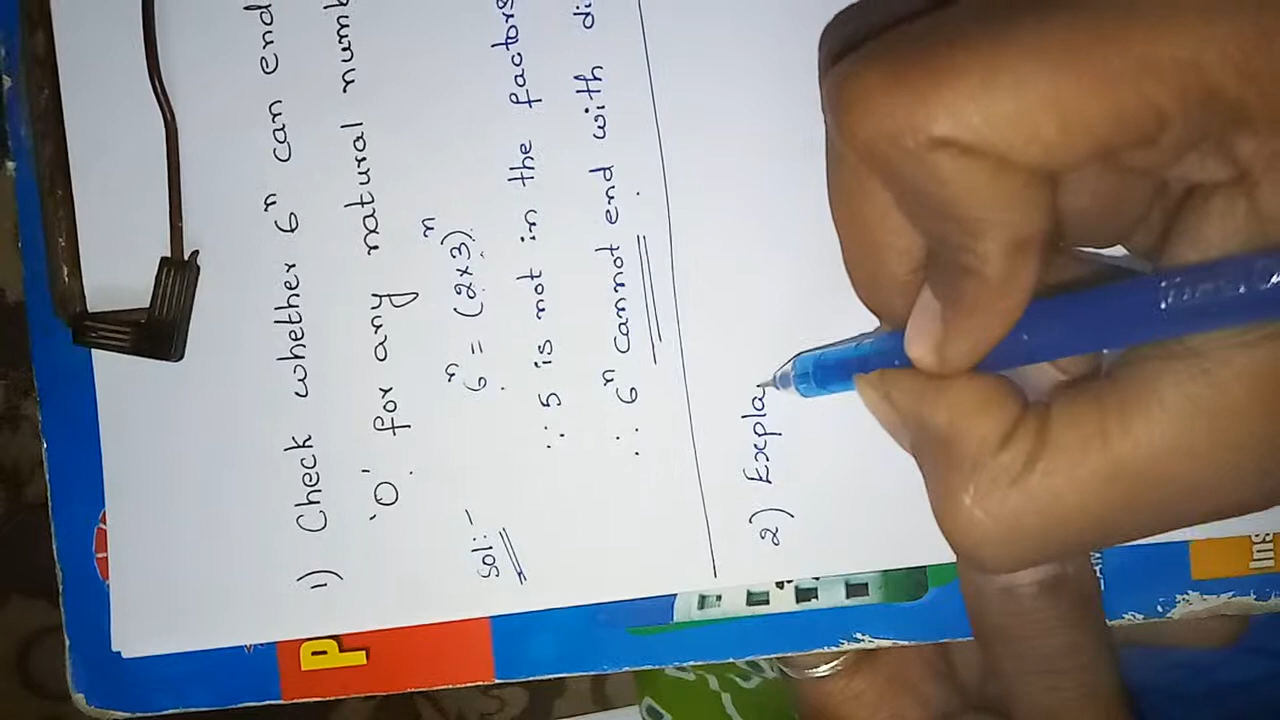 1) Check whether 6ⁿ can end
'0' for any natural numb
Sol:- 6ⁿ = (2×3)ⁿ
∵ 5 is not in the factors
∴ 6ⁿ cannot end with di
2) Expla
P
Ins